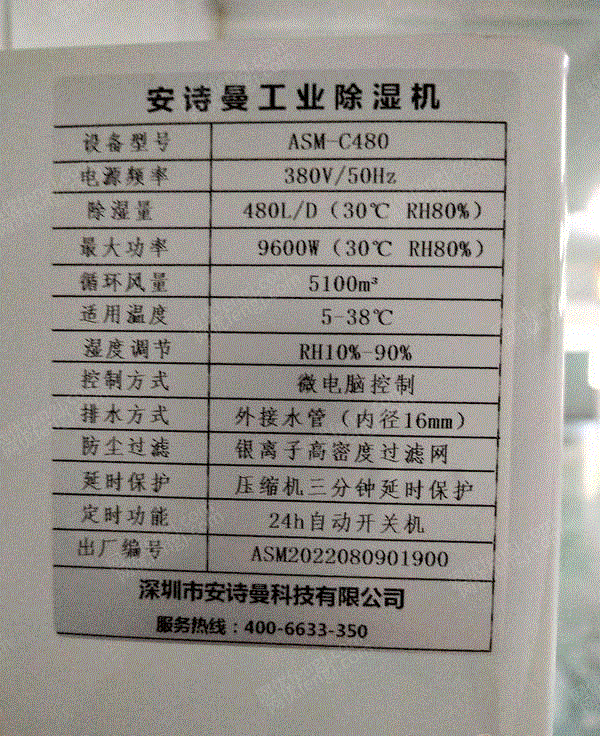 安诗曼工业除湿机
设备型号 ASM-C480
电源频率 380V/50Hz
除湿量 480L/D（30℃ RH80%）
最大功率 9600W（30℃ RH80%）
循环风量 5100m³
适用温度 5-38℃
湿度调节 RH10%-90%
控制方式 微电脑控制
排水方式 外接水管（内径16mm）
防尘过滤 银离子高密度过滤网
延时保护 压缩机三分钟延时保护
定时功能 24h自动开关机
出厂编号 ASM2022080901900
深圳市安诗曼科技有限公司
服务热线：400-6633-350